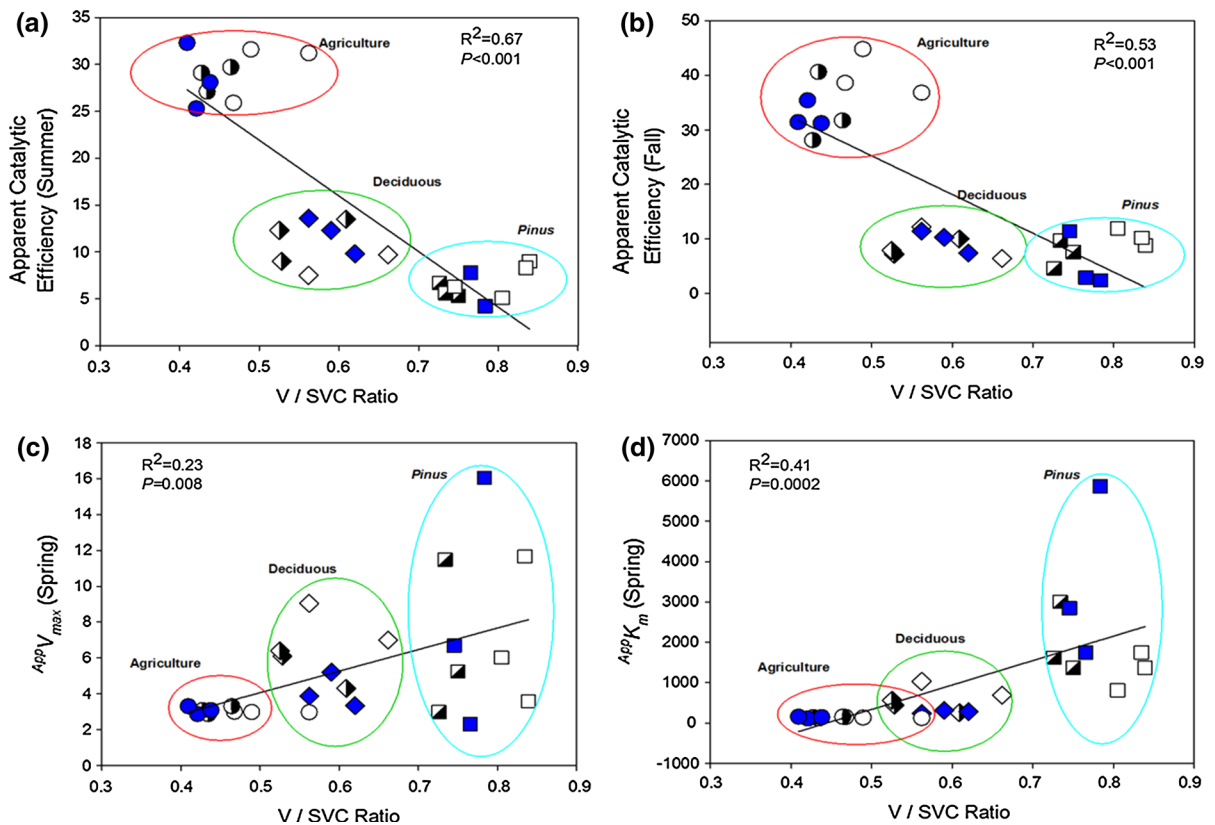 (a)
35
30
25
20
15
10
5
0
Apparent Catalytic
Efficiency (Summer)
Agriculture
R²=0.67
P<0.001
Deciduous
Pinus
0.3 0.4 0.5 0.6 0.7 0.8 0.9
V / SVC Ratio
(b)
50
40
30
20
10
0
Apparent Catalytic
Efficiency (Fall)
Agriculture
R²=0.53
P<0.001
Deciduous
Pinus
0.3 0.4 0.5 0.6 0.7 0.8 0.9
V / SVC Ratio
(c)
18
16
14
12
10
8
6
4
2
0
AppVmax (Spring)
R²=0.23
P=0.008
Pinus
Deciduous
Agriculture
0.3 0.4 0.5 0.6 0.7 0.8 0.9
V / SVC Ratio
(d)
7000
6000
5000
4000
3000
2000
1000
0
-1000
AppKm (Spring)
R²=0.41
P=0.0002
Pinus
Deciduous
Agriculture
0.3 0.4 0.5 0.6 0.7 0.8 0.9
V / SVC Ratio